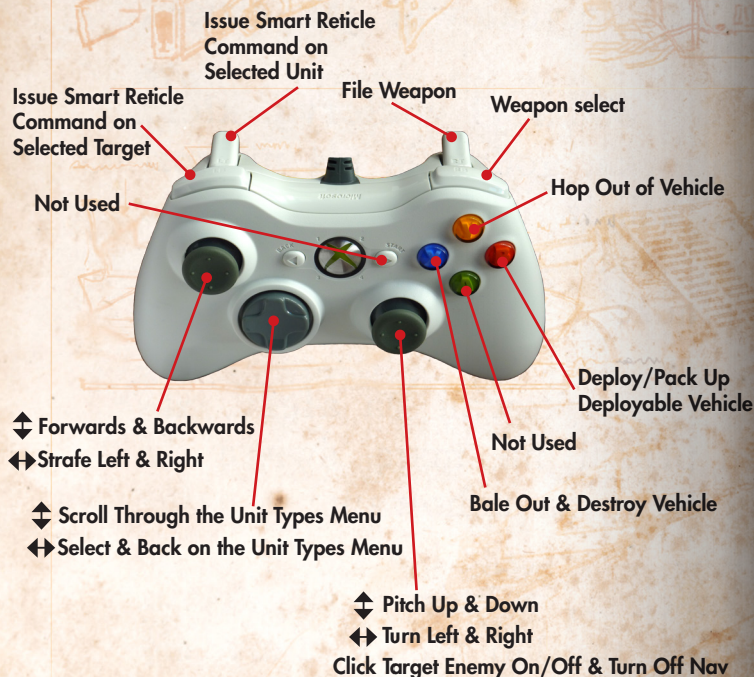 Issue Smart Reticle
Command on
Selected Unit
File Weapon
Weapon select
Issue Smart Reticle
Command on
Selected Target
Not Used
Hop Out of Vehicle
BACK
START
Deploy/Pack Up
Deployable Vehicle
Not Used
Bale Out & Destroy Vehicle
Forwards & Backwards
Strafe Left & Right
Scroll Through the Unit Types Menu
Select & Back on the Unit Types Menu
Pitch Up & Down
Turn Left & Right
Click Target Enemy On/Off & Turn Off Nav